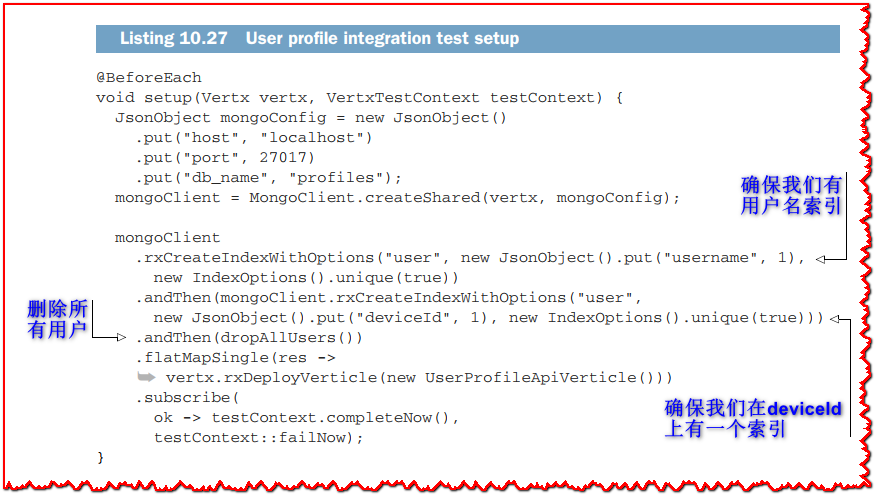 Listing 10.27 User profile integration test setup
@BeforeEach
void setup(Vertx vertx, VertxTestContext testContext) {
JsonObject mongoConfig = new JsonObject()
.put("host", "localhost")
.put("port", 27017)
.put("db_name", "profiles");
mongoClient = MongoClient.createShared(vertx, mongoConfig);
确保我们有
用户名索引
mongoClient
.rxCreateIndexWithOptions("user", new JsonObject().put("username", 1),
new IndexOptions().unique(true))
.andThen(mongoClient.rxCreateIndexWithOptions("user",
new JsonObject().put("deviceId", 1), new IndexOptions().unique(true)))
删除所
有用户
.andThen(dropAllUsers())
.flatMapSingle(res ->
vertx.rxDeployVerticle(new UserProfileApiVerticle()))
.subscribe(
ok -> testContext.completeNow(),
testContext::failNow);
确保我们在deviceId
上有一个索引
}